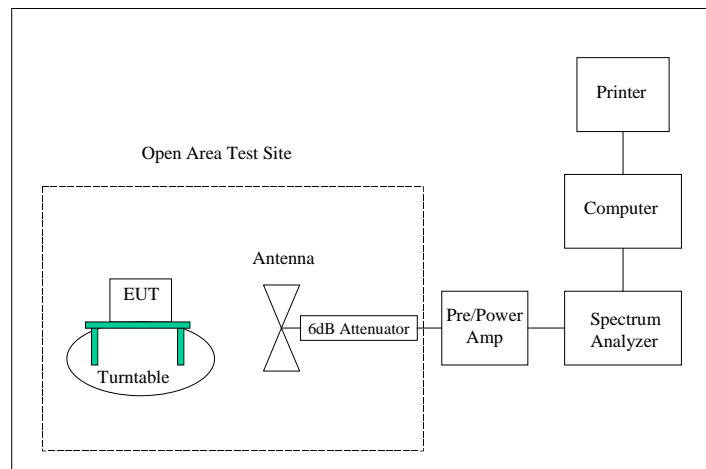 Printer
Open Area Test Site
Computer
Antenna
EUT
6dB Attenuator
Pre/Power
Amp
Spectrum
Analyzer
Turntable